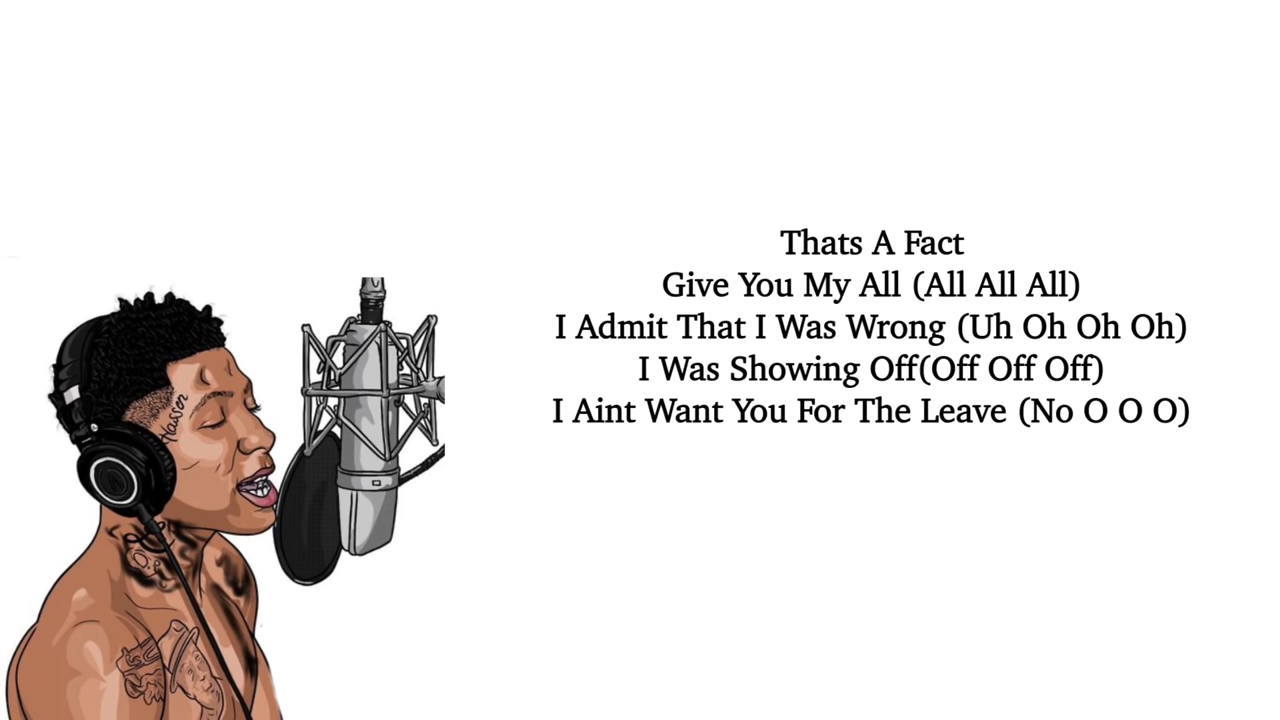 Thats A Fact
Give You My All (All All All)
I Admit That I Was Wrong (Uh Oh Oh Oh)
I Was Showing Off(Off Off Off)
I Aint Want You For The Leave (No O O O)